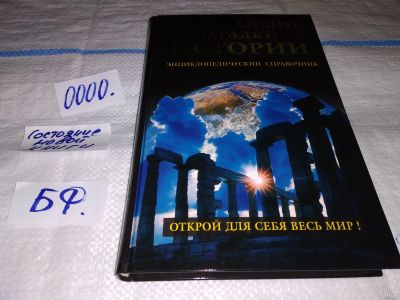 0000.
Состояние
новой
книги
БФ.
ЗАГАДКИ
ИСТОРИИ
ЭНЦИКЛОПЕДИЧЕСКИЙ СПРАВОЧНИК
ОТКРОЙ ДЛЯ СЕБЯ ВЕСЬ МИР !